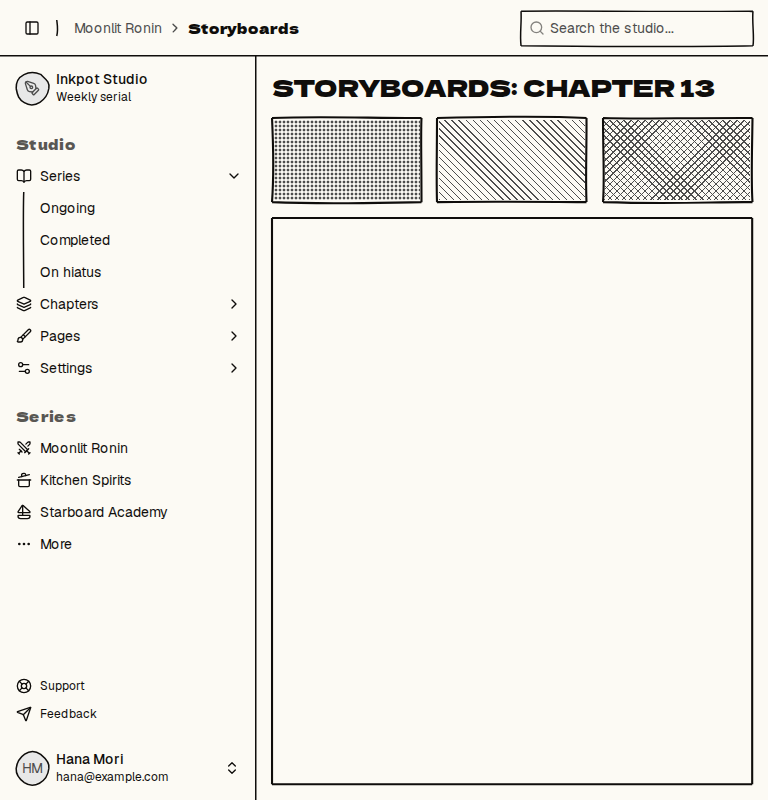 Moonlit Ronin
Storyboards
Search the studio...
Inkpot Studio
Weekly serial
Studio
Series
Ongoing
Completed
On hiatus
Chapters
Pages
Settings
Series
Moonlit Ronin
Kitchen Spirits
Starboard Academy
More
Support
Feedback
HM
Hana Mori
hana@example.com
STORYBOARDS: CHAPTER 13